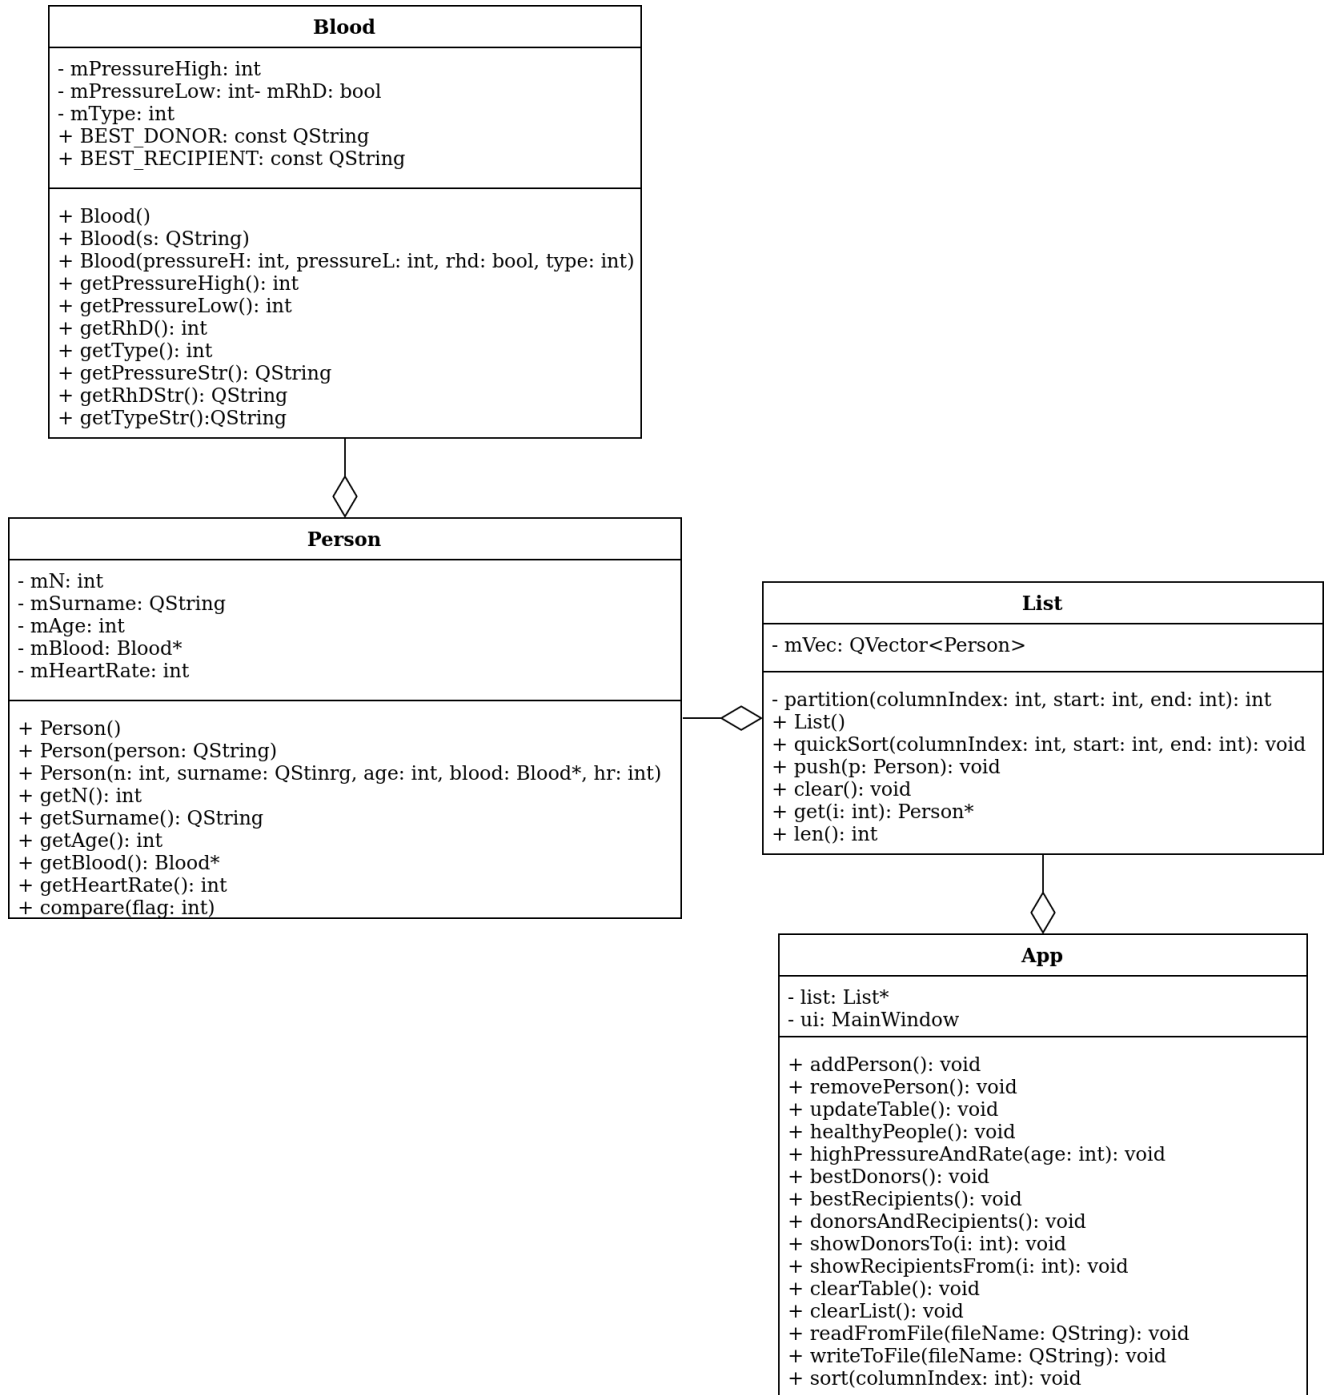 Blood
- mPressureHigh: int
- mPressureLow: int- mRhD: bool
- mType: int
+ BEST_DONOR: const QString
+ BEST_RECIPIENT: const QString
+ Blood()
+ Blood(s: QString)
+ Blood(pressureH: int, pressureL: int, rhd: bool, type: int)
+ getPressureHigh(): int
+ getPressureLow(): int
+ getRhD(): int
+ getType(): int
+ getPressureStr(): QString
+ getRhDStr(): QString
+ getTypeStr():QString
Person
- mN: int
- mSurname: QString
- mAge: int
- mBlood: Blood*
- mHeartRate: int
+ Person()
+ Person(person: QString)
+ Person(n: int, surname: QStinrg, age: int, blood: Blood*, hr: int)
+ getN(): int
+ getSurname(): QString
+ getAge(): int
+ getBlood(): Blood*
+ getHeartRate(): int
+ compare(flag: int)
List
- mVec: QVector<Person>
- partition(columnIndex: int, start: int, end: int): int
+ List()
+ quickSort(columnIndex: int, start: int, end: int): void
+ push(p: Person): void
+ clear(): void
+ get(i: int): Person*
+ len(): int
App
- list: List*
- ui: MainWindow
+ addPerson(): void
+ removePerson(): void
+ updateTable(): void
+ healthyPeople(): void
+ highPressureAndRate(age: int): void
+ bestDonors(): void
+ bestRecipients(): void
+ donorsAndRecipients(): void
+ showDonorsTo(i: int): void
+ showRecipientsFrom(i: int): void
+ clearTable(): void
+ clearList(): void
+ readFromFile(fileName: QString): void
+ writeToFile(fileName: QString): void
+ sort(columnIndex: int): void